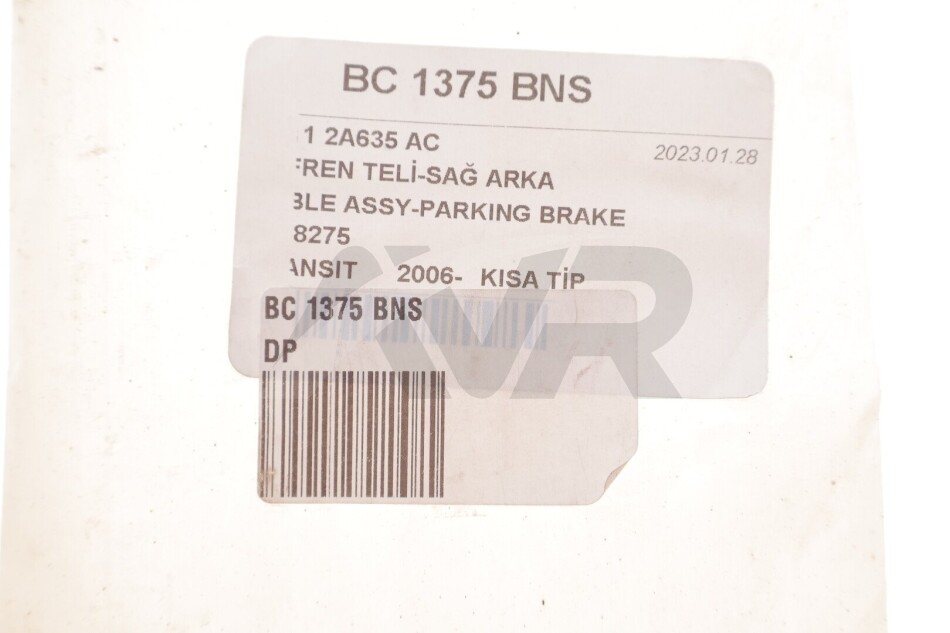 BC 1375 BNS
1 2A635 AC
2023.01.28
FREN TELİ-SAĞ ARKA
BLE ASSY-PARKING BRAKE
8275
ANSIT 2006- KISA TİP
BC 1375 BNS
DP